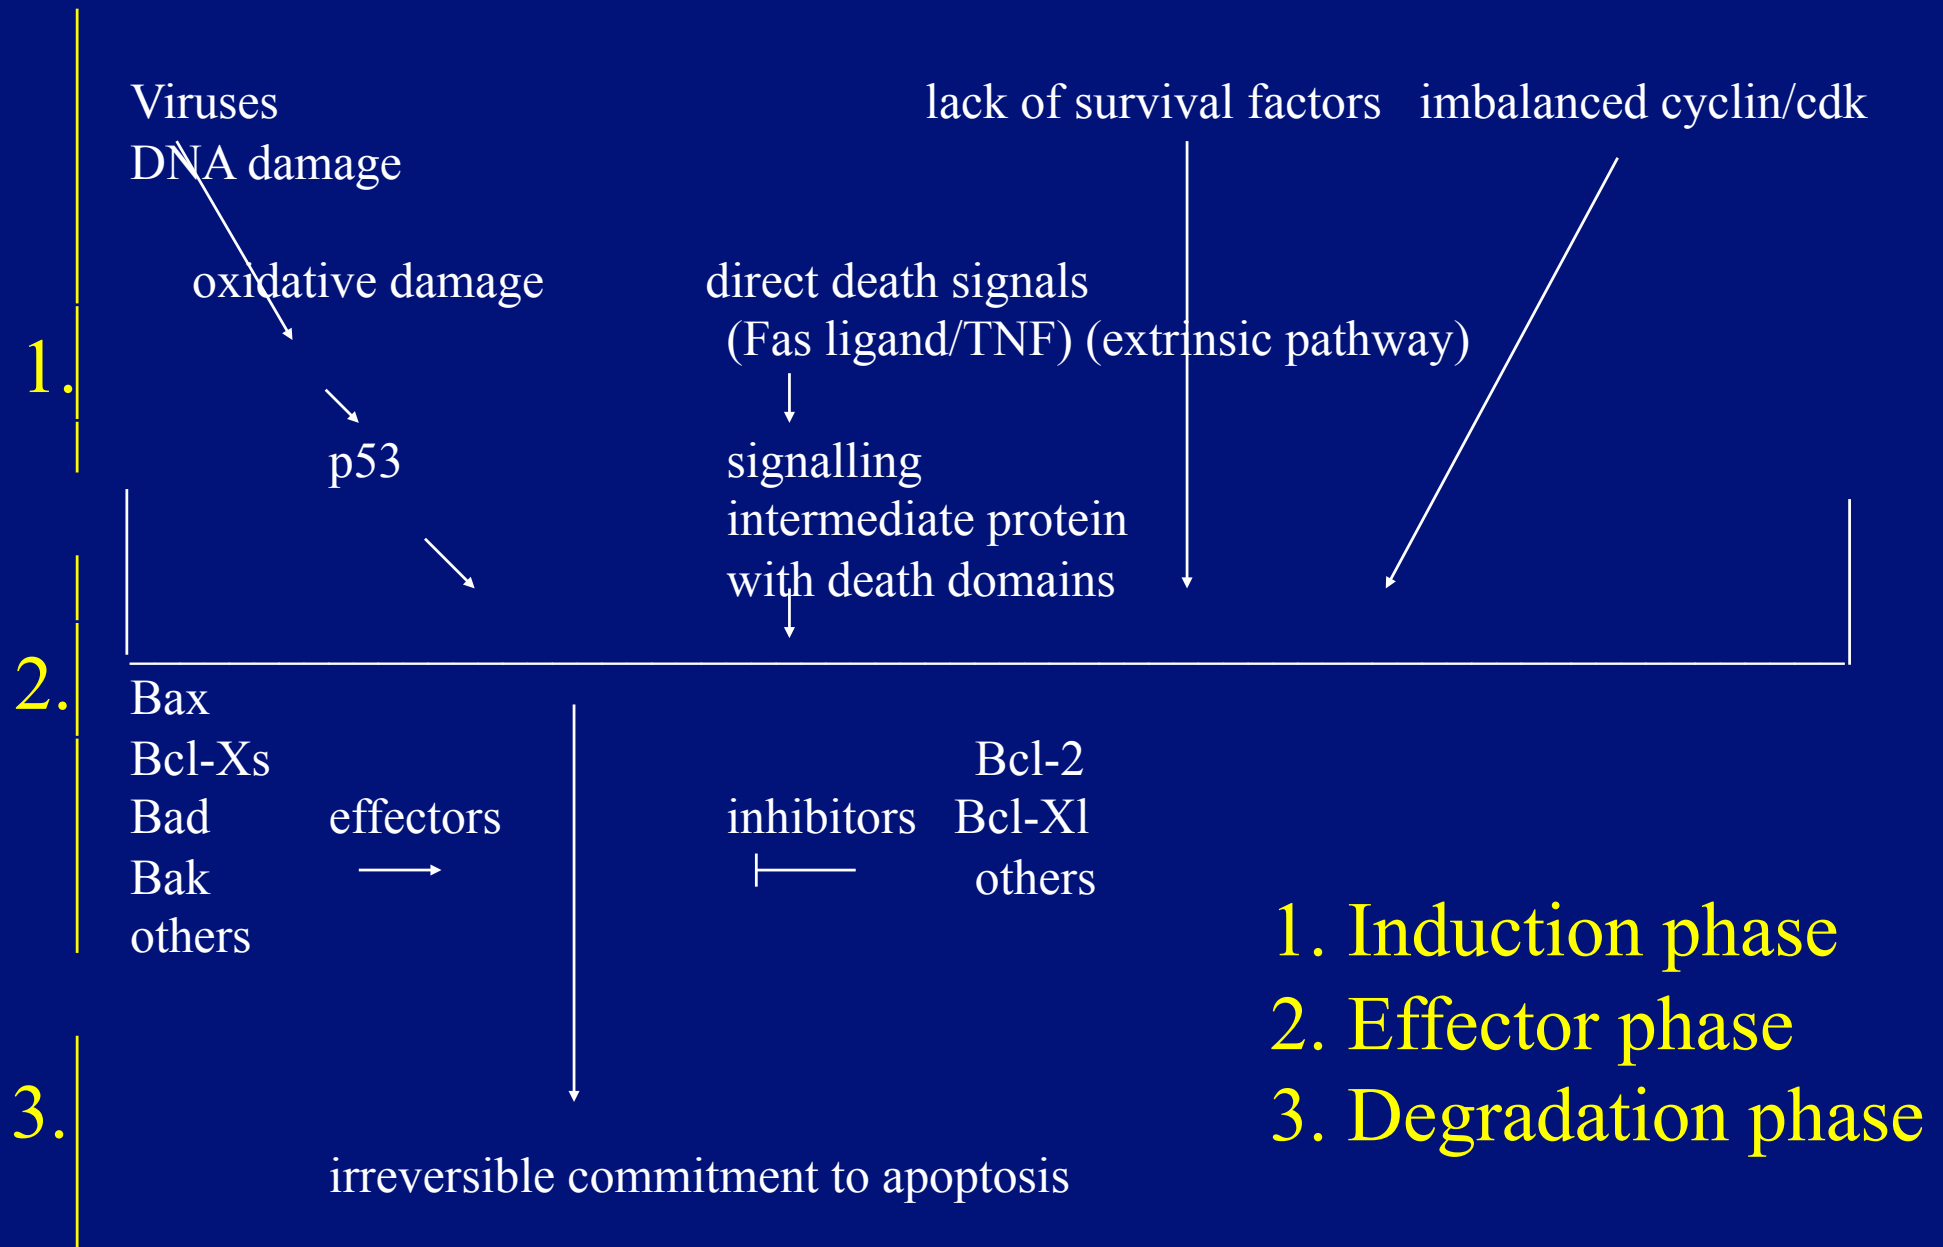 Viruses
lack of survival factors imbalanced cyclin/cdk
DNA damage
oxidative damage direct death signals
(Fas ligand/TNF) (extrinsic pathway)
1.
p53 signalling
intermediate protein
with death domains
2.
Bax
Bcl-Xs Bcl-2
Bad effectors inhibitors Bcl-Xl
Bak others
others
1. Induction phase
2. Effector phase
3. Degradation phase
3.
irreversible commitment to apoptosis